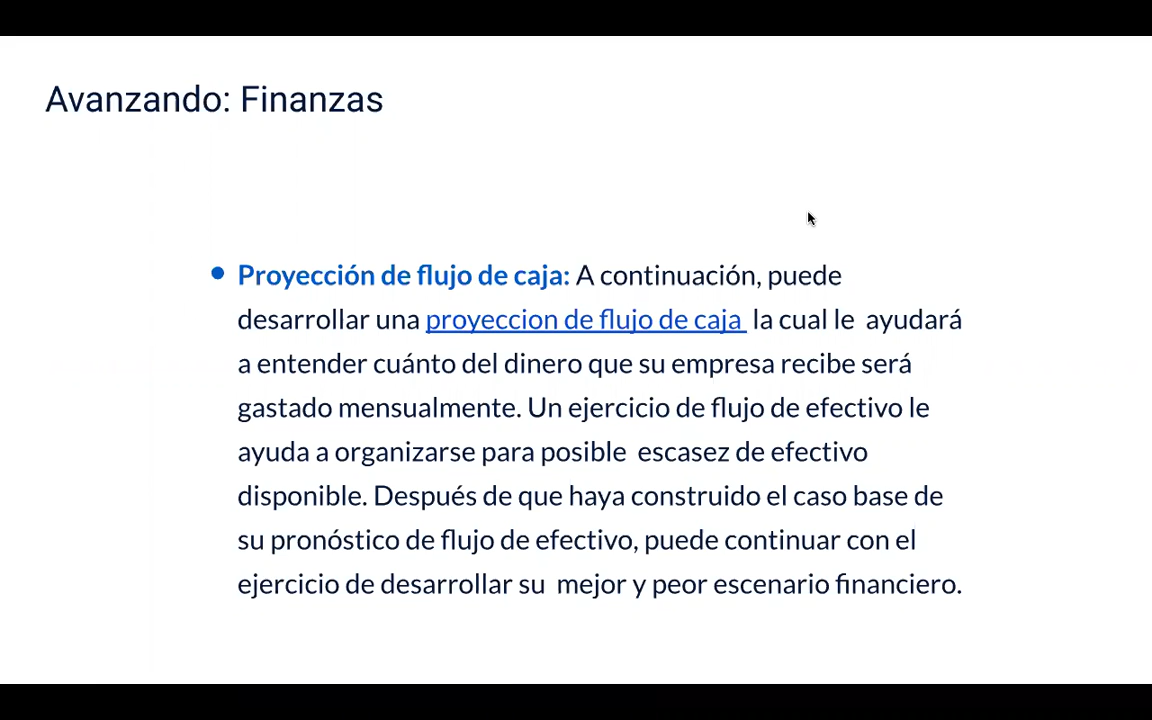 Avanzando: Finanzas
• Proyección de flujo de caja: A continuación, puede
desarrollar una proyeccion de flujo de caja la cual le ayudará
a entender cuánto del dinero que su empresa recibe será
gastado mensualmente. Un ejercicio de flujo de efectivo le
ayuda a organizarse para posible escasez de efectivo
disponible. Después de que haya construido el caso base de
su pronóstico de flujo de efectivo, puede continuar con el
ejercicio de desarrollar su mejor y peor escenario financiero.